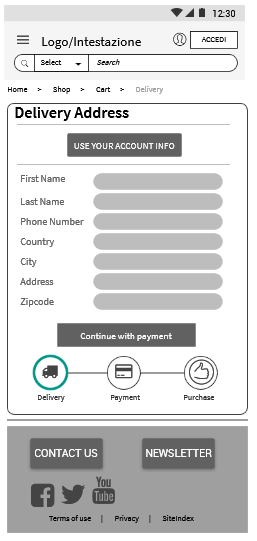 12:30
Logo/Intestazione
ACCEDI
Select
Search
Home > Shop > Cart > Delivery
Delivery Address
USE YOUR ACCOUNT INFO
First Name
Last Name
Phone Number
Country
City
Address
Zipcode
Continue with payment
Delivery Payment Purchase
CONTACT US NEWSLETTER
You
Tube
Terms of use | Privacy | SiteIndex